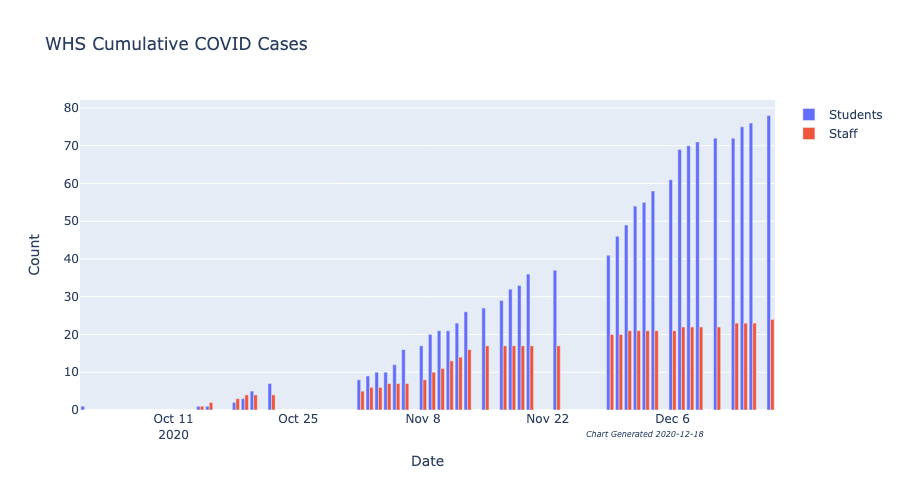 WHS Cumulative COVID Cases
80
70
60
50
40
30
20
10
0
Count
Oct 11
2020
Oct 25
Nov 8
Nov 22
Dec 6
Chart Generated 2020-12-18
Date
Students
Staff